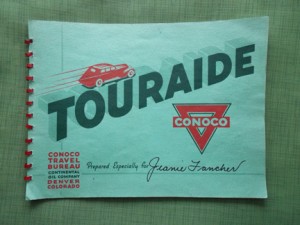 TOURAIDE
CONOCO
CONOCO
TRAVEL
BUREAU
CONTINENTAL
OIL COMPANY
DENVER
COLORADO
Prepared Especially for Jeanie Fancher